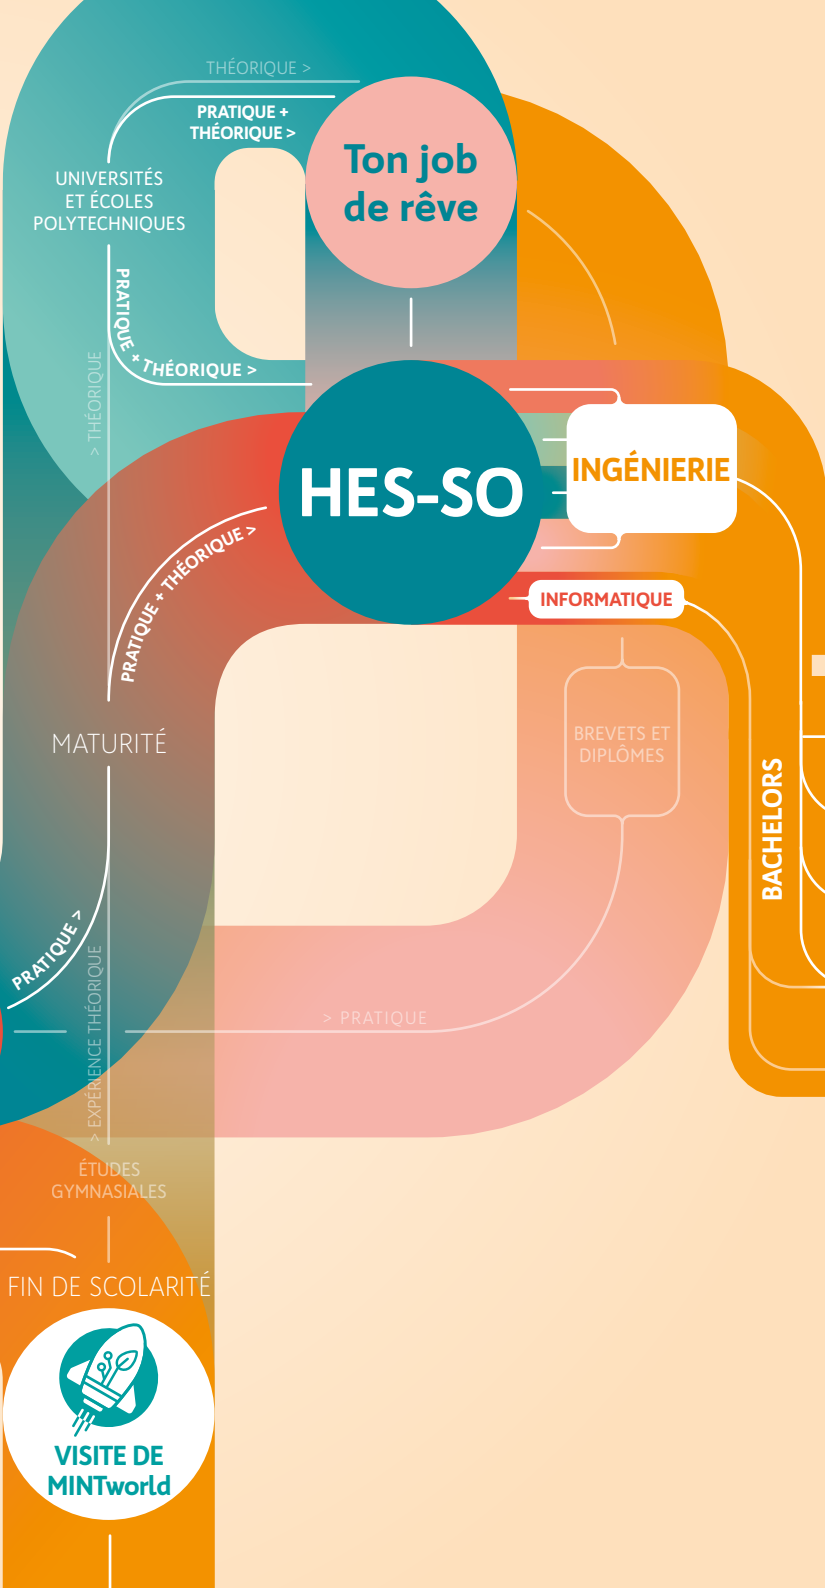 THÉORIQUE >
PRATIQUE +
THÉORIQUE >
Ton job
de rêve
UNIVERSITÉS
ET ÉCOLES
POLYTECHNIQUES
PRATIQUE + THÉORIQUE >
> THÉORIQUE
HES-SO
INGÉNIERIE
PRATIQUE + THÉORIQUE >
INFORMATIQUE
MATURITÉ
BREVETS ET
DIPLÔMES
BACHELORS
PRATIQUE >
> EXPÉRIENCE THÉORIQUE
> PRATIQUE
ÉTUDES
GYMNASIALES
FIN DE SCOLARITÉ
VISITE DE
MINTworld